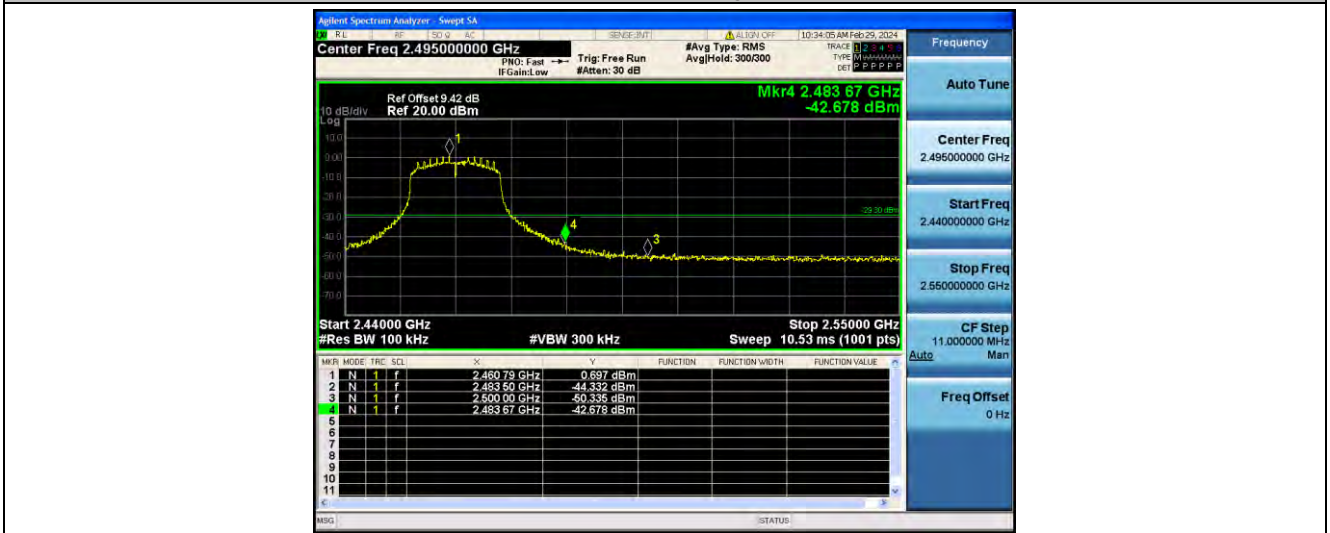 Agilent Spectrum Analyzer - Swept SA
RL RF 50 Ω AC SENSE:INT ALIGN OFF 10:34:05 AM Feb 29, 2024
Center Freq 2.495000000 GHz
PNO: Fast
IFGain:Low
Trig: Free Run
#Atten: 30 dB
#Avg Type: RMS
Avg|Hold: 300/300
TRACE 1 2 3 4 5 6
TYPE M
DET P P P P P P
Ref Offset 9.42 dB
Ref 20.00 dBm
10 dB/div
Log
Mkr4 2.483 67 GHz
-42.678 dBm
10.0
0.00
-10.0
-20.0
-30.0
-40.0
-50.0
-60.0
-70.0
1
4
3
-29.30 dBm
Start 2.44000 GHz Stop 2.55000 GHz
#Res BW 100 kHz #VBW 300 kHz Sweep 10.53 ms (1001 pts)
MKR MODE TRC SCL X Y FUNCTION FUNCTION WIDTH FUNCTION VALUE
1 N 1 f 2.460 79 GHz 0.697 dBm
2 N 1 f 2.483 50 GHz -44.332 dBm
3 N 1 f 2.500 00 GHz -50.335 dBm
4 N 1 f 2.483 67 GHz -42.678 dBm
5
6
7
8
9
10
11
MSG STATUS
Frequency
Auto Tune
Center Freq
2.495000000 GHz
Start Freq
2.440000000 GHz
Stop Freq
2.550000000 GHz
CF Step
11.000000 MHz
Auto Man
Freq Offset
0 Hz